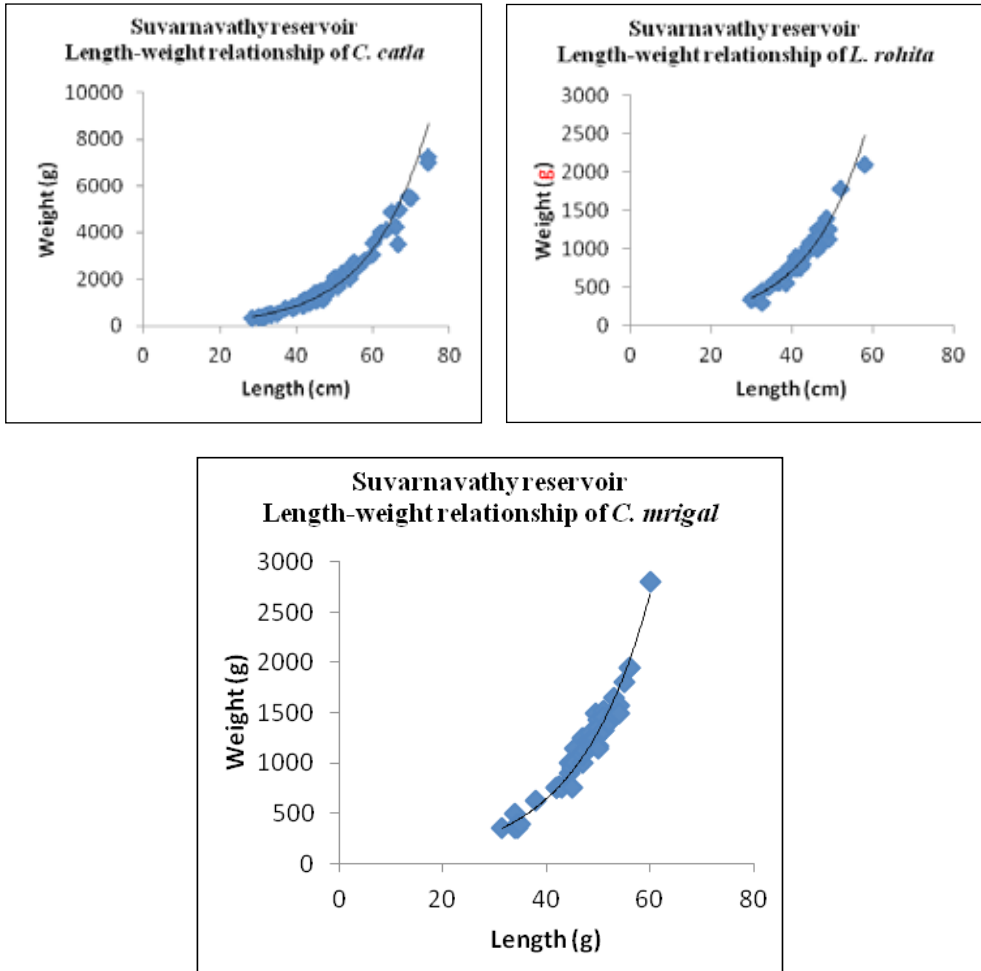 Suvarnavathy reservoir
Length-weight relationship of C. catla
10000
8000
6000
4000
2000
0
0 20 40 60 80
Weight (g)
Length (cm)
Suvarnavathy reservoir
Length-weight relationship of L. rohita
3000
2500
2000
1500
1000
500
0
0 20 40 60 80
Weight (g)
Length (cm)
Suvarnavathy reservoir
Length-weight relationship of C. mrigal
3000
2500
2000
1500
1000
500
0
0 20 40 60 80
Weight (g)
Length (g)